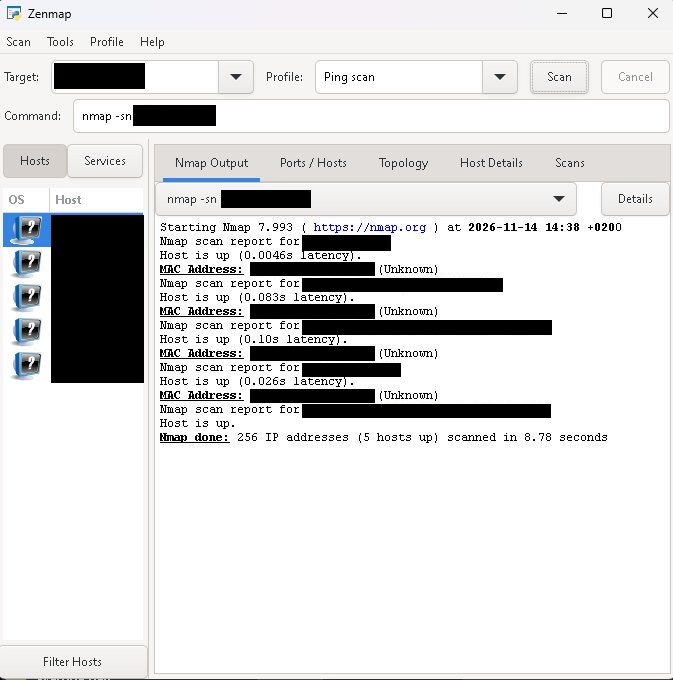 Zenmap
Scan Tools Profile Help
Target: Profile: Ping scan Scan Cancel
Command: nmap -sn
Hosts Services
OS Host
Nmap Output Ports / Hosts Topology Host Details Scans
nmap -sn Details
Starting Nmap 7.993 ( https://nmap.org ) at 2026-11-14 14:38 +0200
Nmap scan report for
Host is up (0.0046s latency).
MAC Address: (Unknown)
Nmap scan report for
Host is up (0.083s latency).
MAC Address: (Unknown)
Nmap scan report for
Host is up (0.10s latency).
MAC Address: (Unknown)
Nmap scan report for
Host is up (0.026s latency).
MAC Address: (Unknown)
Nmap scan report for
Host is up.
Nmap done: 256 IP addresses (5 hosts up) scanned in 8.78 seconds
Filter Hosts